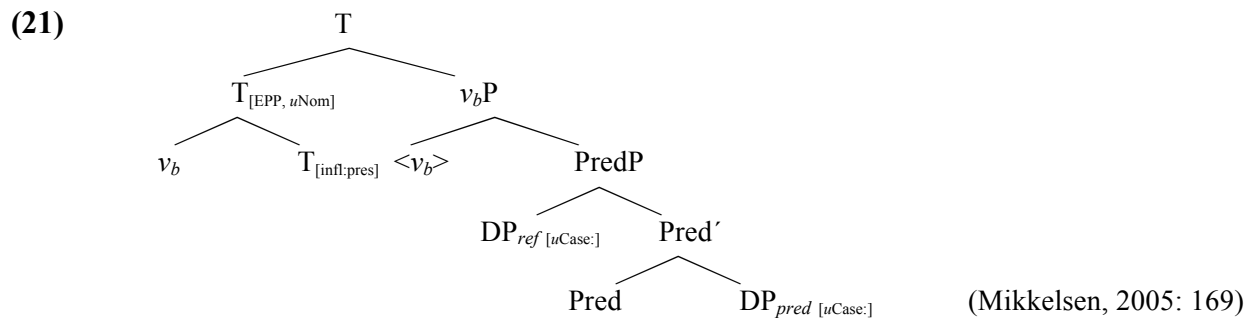 (21) T
T[EPP, uNom] vbP
vb T[infl:pres] <vb> PredP
DPref [uCase:] Pred´
Pred DPpred [uCase:] (Mikkelsen, 2005: 169)